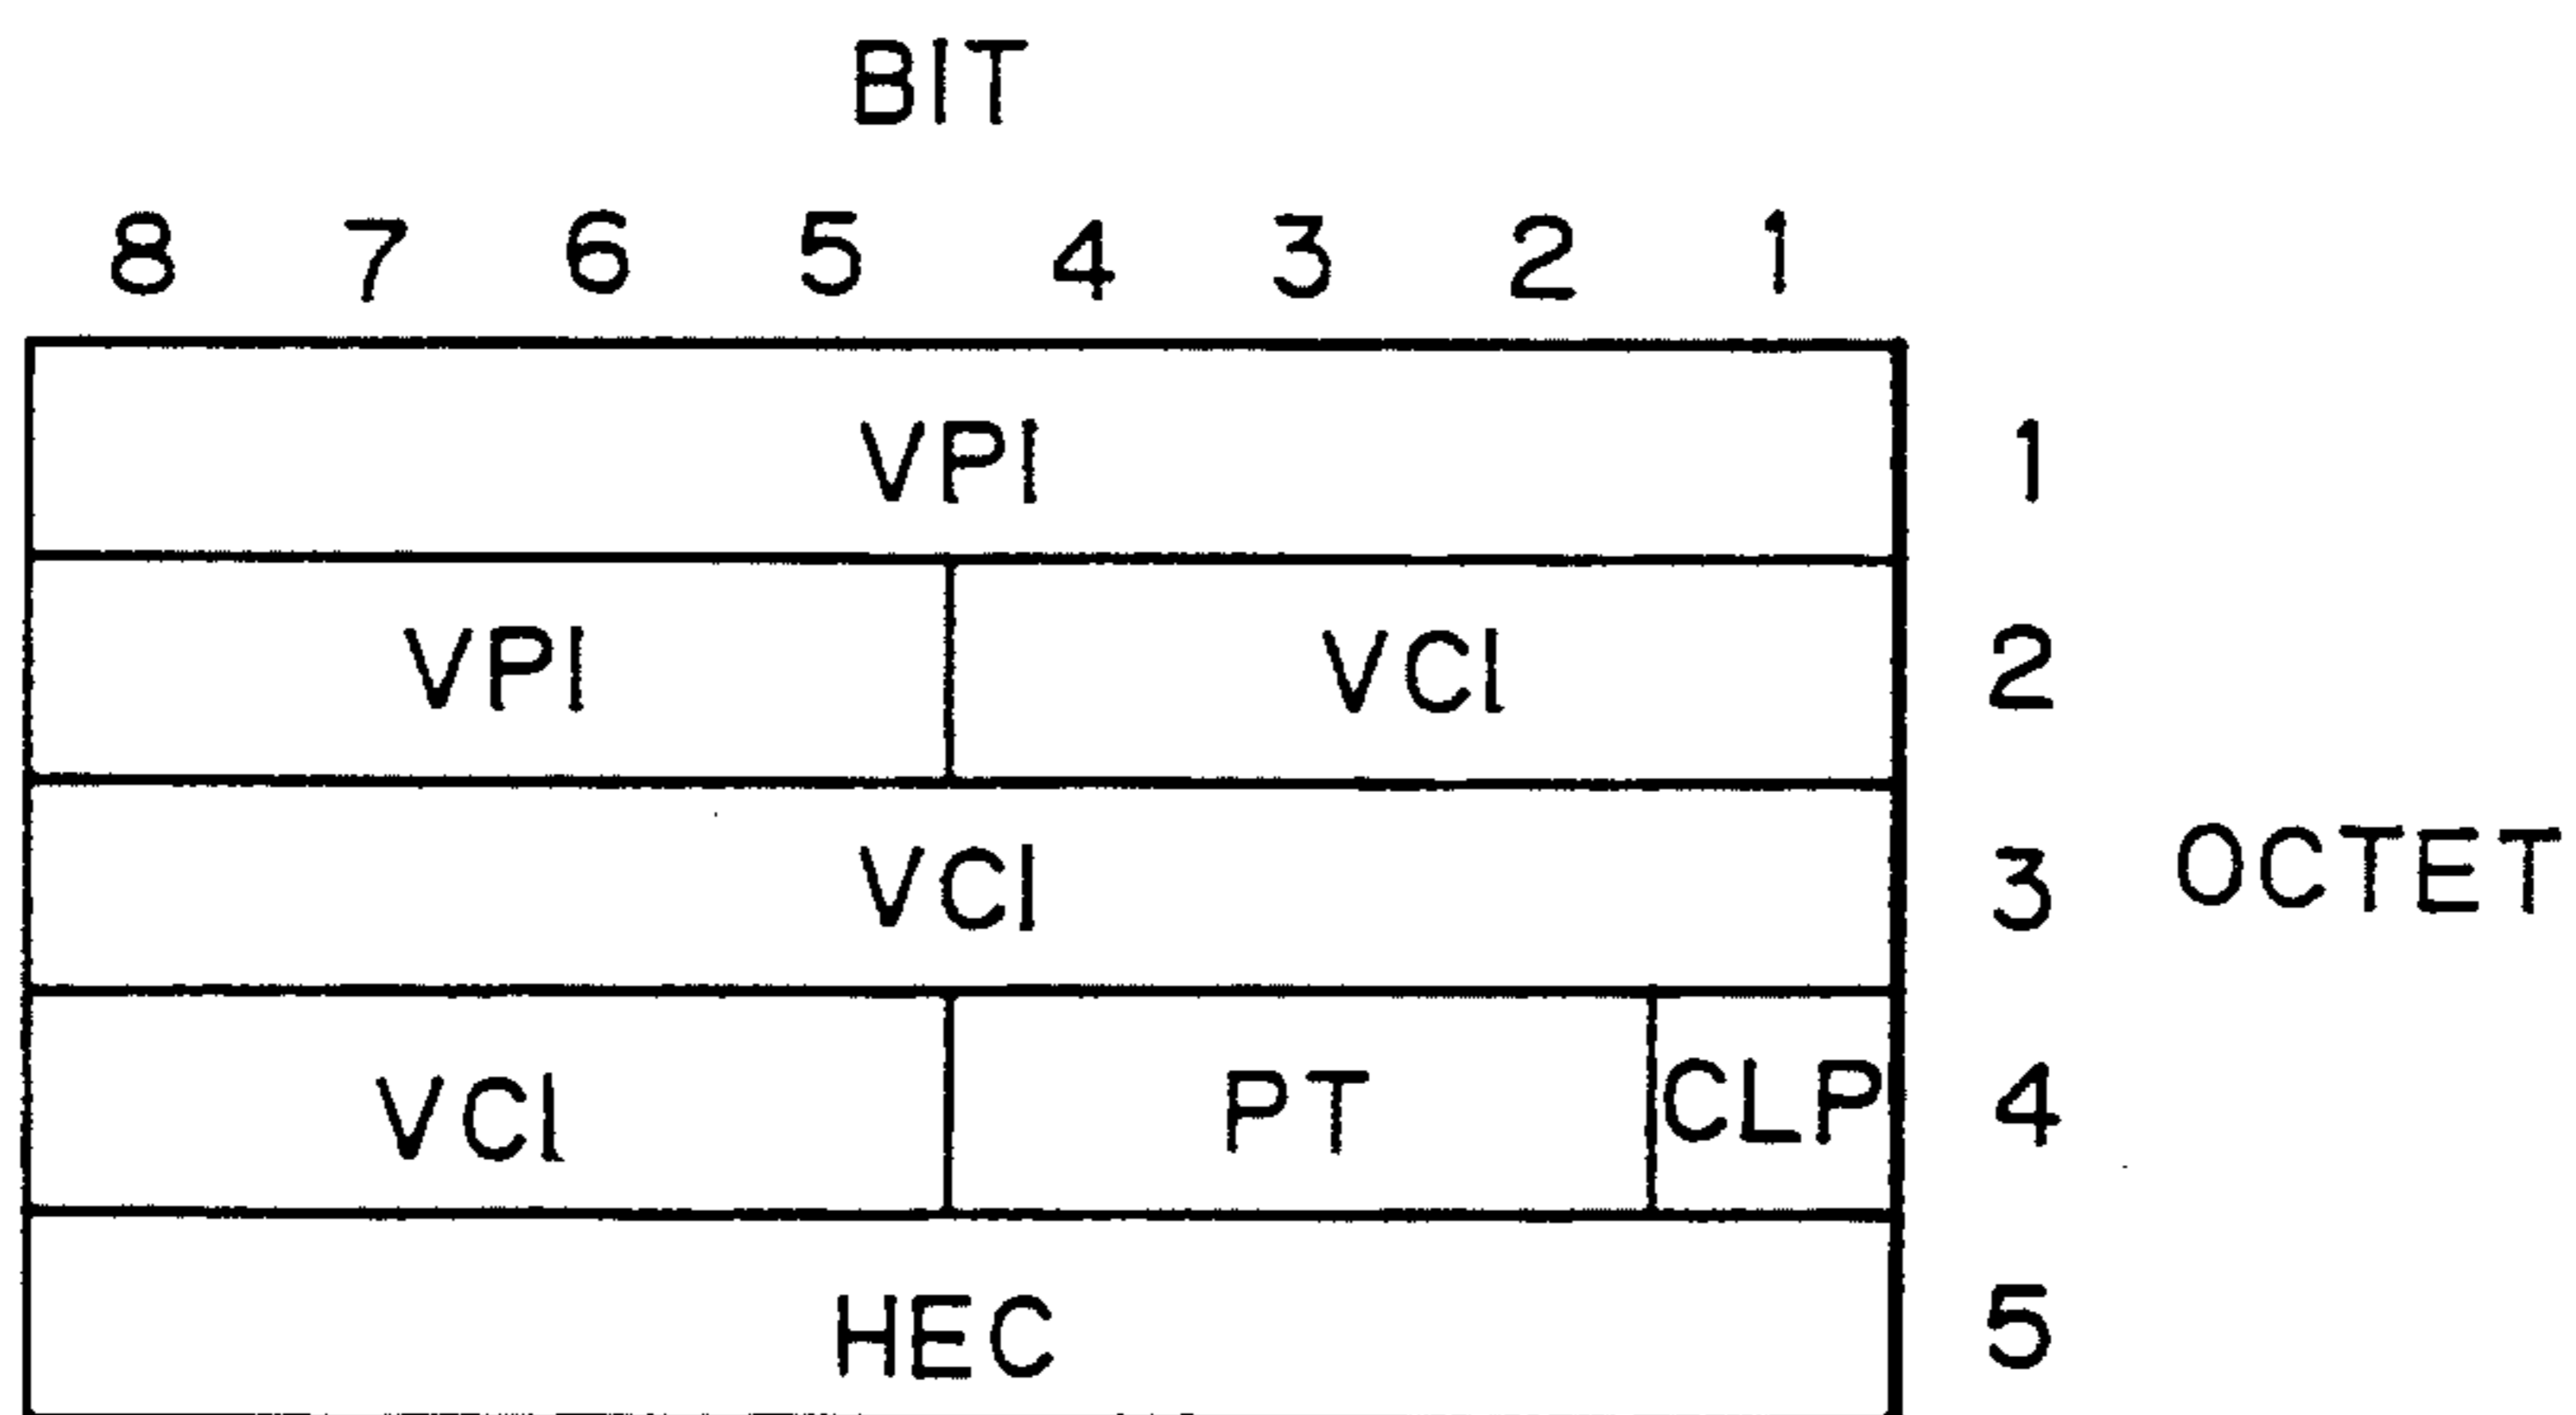 BIT
8 7 6 5 4 3 2 1
VPI 1
VPI VCI 2
VCI 3 OCTET
VCI PT CLP 4
HEC 5